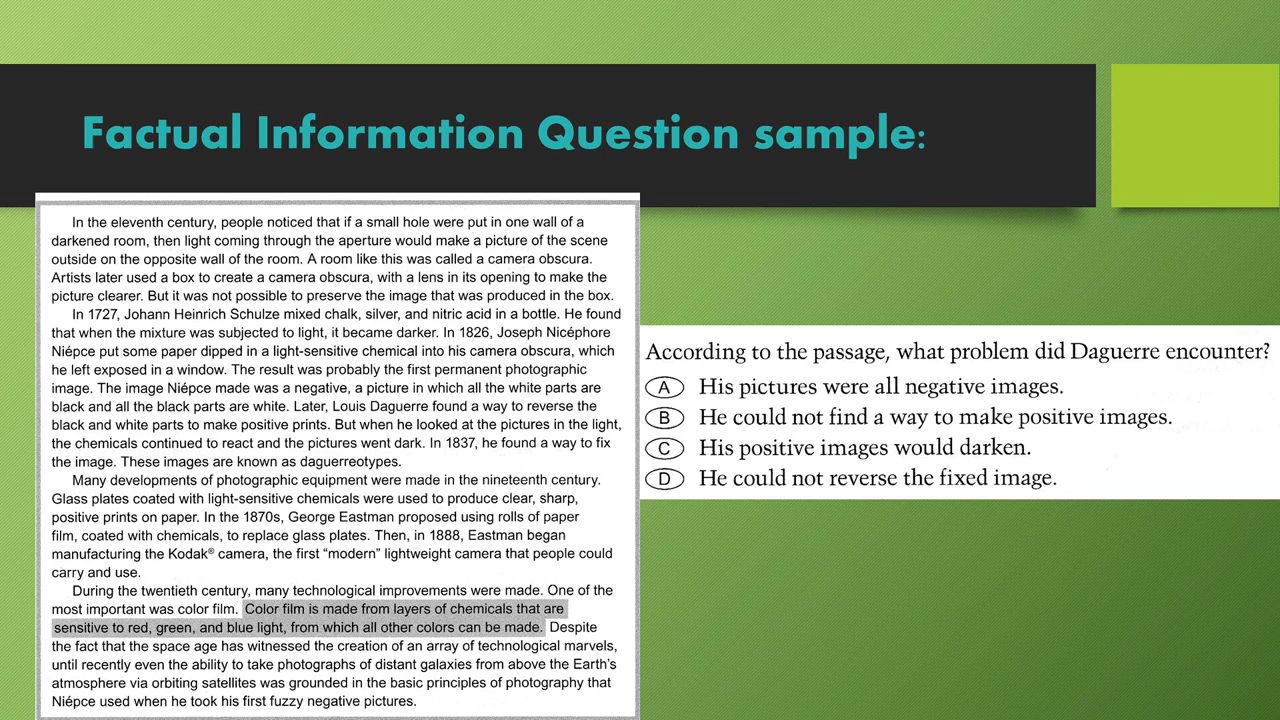 Factual Information Question sample:
In the eleventh century, people noticed that if a small hole were put in one wall of a
darkened room, then light coming through the aperture would make a picture of the scene
outside on the opposite wall of the room. A room like this was called a camera obscura.
Artists later used a box to create a camera obscura, with a lens in its opening to make the
picture clearer. But it was not possible to preserve the image that was produced in the box.
In 1727, Johann Heinrich Schulze mixed chalk, silver, and nitric acid in a bottle. He found
that when the mixture was subjected to light, it became darker. In 1826, Joseph Nicéphore
Niépce put some paper dipped in a light-sensitive chemical into his camera obscura, which
he left exposed in a window. The result was probably the first permanent photographic
image. The image Niépce made was a negative, a picture in which all the white parts are
black and all the black parts are white. Later, Louis Daguerre found a way to reverse the
black and white parts to make positive prints. But when he looked at the pictures in the light,
the chemicals continued to react and the pictures went dark. In 1837, he found a way to fix
the image. These images are known as daguerreotypes.
Many developments of photographic equipment were made in the nineteenth century.
Glass plates coated with light-sensitive chemicals were used to produce clear, sharp,
positive prints on paper. In the 1870s, George Eastman proposed using rolls of paper
film, coated with chemicals, to replace glass plates. Then, in 1888, Eastman began
manufacturing the Kodak® camera, the first “modern” lightweight camera that people could
carry and use.
During the twentieth century, many technological improvements were made. One of the
most important was color film. Color film is made from layers of chemicals that are
sensitive to red, green, and blue light, from which all other colors can be made. Despite
the fact that the space age has witnessed the creation of an array of technological marvels,
until recently even the ability to take photographs of distant galaxies from above the Earth’s
atmosphere via orbiting satellites was grounded in the basic principles of photography that
Niépce used when he took his first fuzzy negative pictures.
According to the passage, what problem did Daguerre encounter?
A His pictures were all negative images.
B He could not find a way to make positive images.
C His positive images would darken.
D He could not reverse the fixed image.